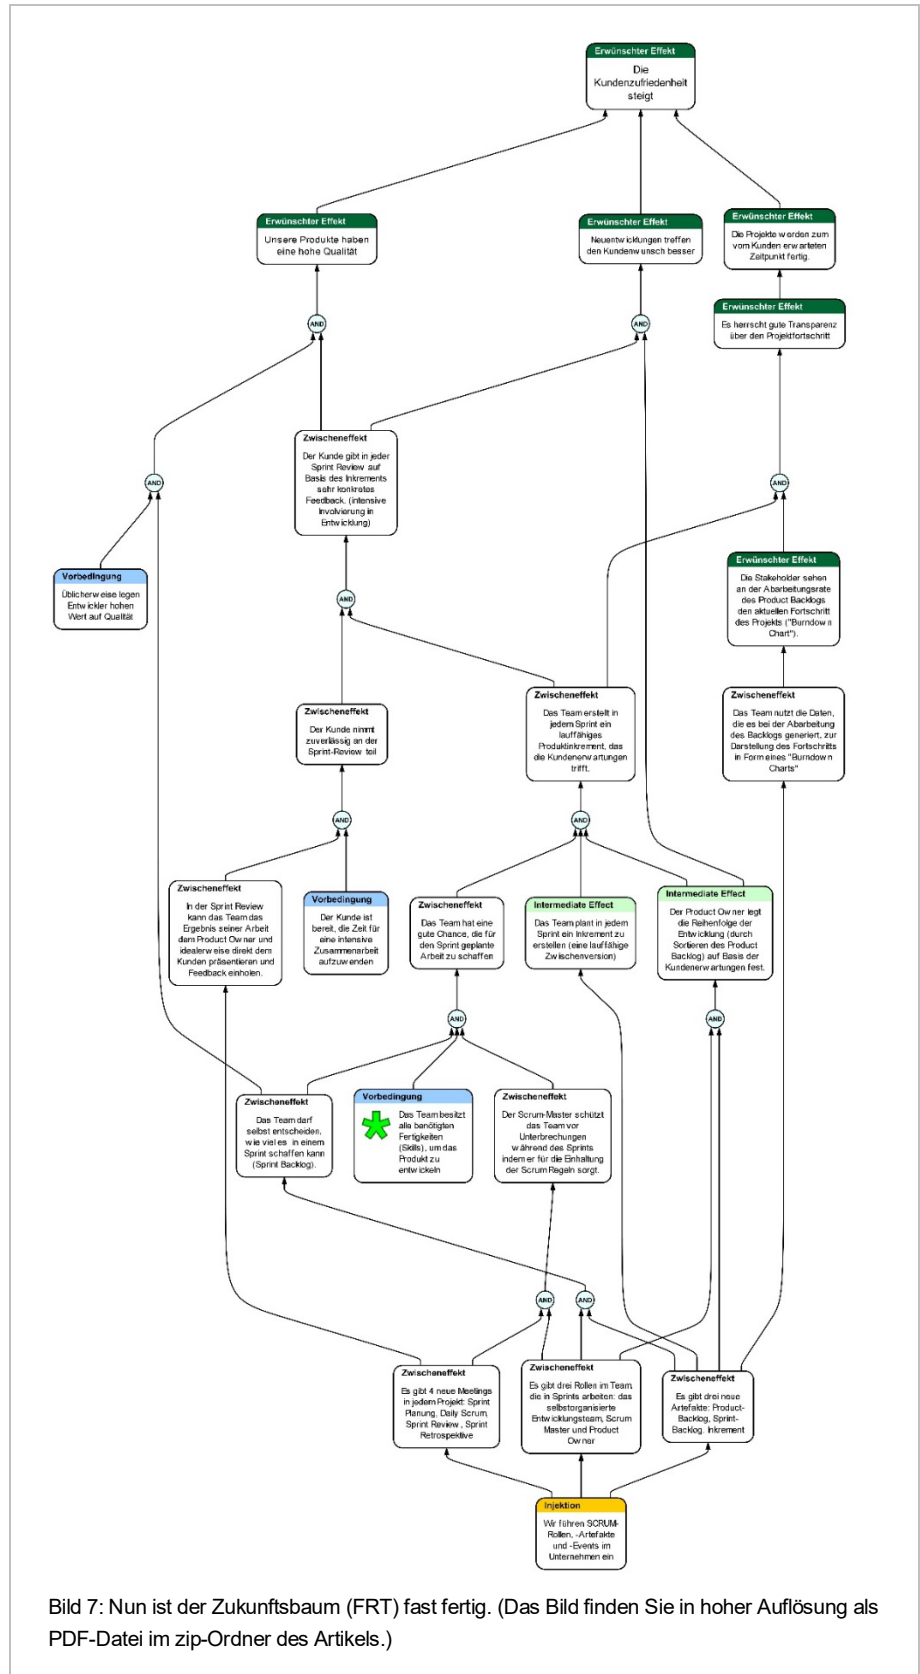 Erwünschter Effekt
Die
Kundenzufriedenheit
steigt
Erwünschter Effekt
Unsere Produkte haben
eine hohe Qualität
Erwünschter Effekt
Neuentwicklungen treffen
den Kundenwunsch besser
Erwünschter Effekt
Die Projekte werden zum
vom Kunden erwarteten
Zeitpunkt fertig.
Erwünschter Effekt
Es herrscht gute Transparenz
über den Projektfortschritt
AND
AND
Zwischeneffekt
Der Kunde gibt in jeder
Sprint Review auf
Basis des Inkrements
sehr konkretes
Feedback. (intensive
Involvierung in
Entwicklung)
AND
AND
Vorbedingung
Üblicherweise legen
Entwickler hohen
Wert auf Qualität
Erwünschter Effekt
Die Stakeholder sehen
an der Abarbeitungsrate
des Product Backlogs
den aktuellen Fortschritt
des Projekts ("Burndown
Chart").
AND
Zwischeneffekt
Der Kunde nimmt
zuverlässig an der
Sprint-Review teil
Zwischeneffekt
Das Team erstellt in
jedem Sprint ein
lauffähiges
Produktinkrement, das
die Kundenerwartungen
trifft.
Zwischeneffekt
Das Team nutzt die Daten,
die es bei der Abarbeitung
des Backlogs generiert, zur
Darstellung des Fortschritts
in Form eines "Burndown
Charts"
AND
AND
Zwischeneffekt
In der Sprint Review
kann das Team das
Ergebnis seiner Arbeit
dem Product Owner und
idealerweise direkt dem
Kunden präsentieren und
Feedback einholen.
Vorbedingung
Der Kunde ist
bereit, die Zeit für
eine intensive
Zusammenarbeit
aufzuwenden
Zwischeneffekt
Das Team hat eine
gute Chance, die für
den Sprint geplante
Arbeit zu schaffen
Intermediate Effect
Das Team plant in jedem
Sprint ein Inkrement zu
erstellen (eine lauffähige
Zwischenversion)
Intermediate Effect
Der Product Owner legt
die Reihenfolge der
Entwicklung (durch
Sortieren des Product
Backlog) auf Basis der
Kundenerwartungen fest.
AND
AND
Zwischeneffekt
Das Team darf
selbst entscheiden,
wie viel es in einem
Sprint schaffen kann
(Sprint Backlog).
Vorbedingung
Das Team besitzt
alle benötigten
Fertigkeiten
(Skills), um das
Produkt zu
entwickeln
Zwischeneffekt
Der Scrum-Master schützt
das Team vor
Unterbrechungen
während des Sprints
indem er für die Einhaltung
der Scrum Regeln sorgt.
AND
AND
Zwischeneffekt
Es gibt 4 neue Meetings
in jedem Projekt: Sprint
Planung, Daily Scrum,
Sprint Review, Sprint
Retrospektive
Zwischeneffekt
Es gibt drei Rollen im Team,
die in Sprints arbeiten: das
selbstorganisierte
Entwicklungsteam, Scrum
Master und Product
Owner
Zwischeneffekt
Es gibt drei neue
Artefakte: Product-
Backlog, Sprint-
Backlog. Inkrement
Injektion
Wir führen SCRUM-
Rollen, -Artefakte
und -Events im
Unternehmen ein
Bild 7: Nun ist der Zukunftsbaum (FRT) fast fertig. (Das Bild finden Sie in hoher Auflösung als
PDF-Datei im zip-Ordner des Artikels.)